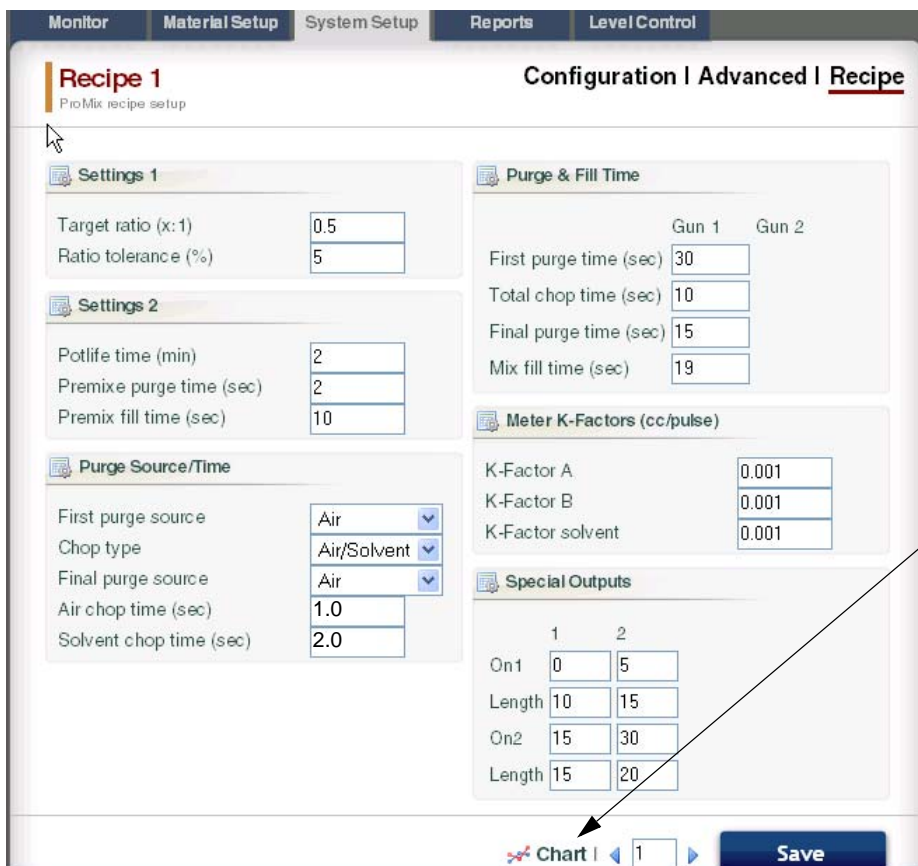 Monitor Material Setup System Setup Reports Level Control
Recipe 1
ProMix recipe setup
Configuration | Advanced | Recipe
Settings 1
Target ratio (x:1) 0.5
Ratio tolerance (%) 5
Settings 2
Potlife time (min) 2
Premixe purge time (sec) 2
Premix fill time (sec) 10
Purge Source/Time
First purge source Air
Chop type Air/Solvent
Final purge source Air
Air chop time (sec) 1.0
Solvent chop time (sec) 2.0
Purge & Fill Time
Gun 1 Gun 2
First purge time (sec) 30
Total chop time (sec) 10
Final purge time (sec) 15
Mix fill time (sec) 19
Meter K-Factors (cc/pulse)
K-Factor A 0.001
K-Factor B 0.001
K-Factor solvent 0.001
Special Outputs
1 2
On1 0 5
Length 10 15
On2 15 30
Length 15 20
Chart | 1 Save